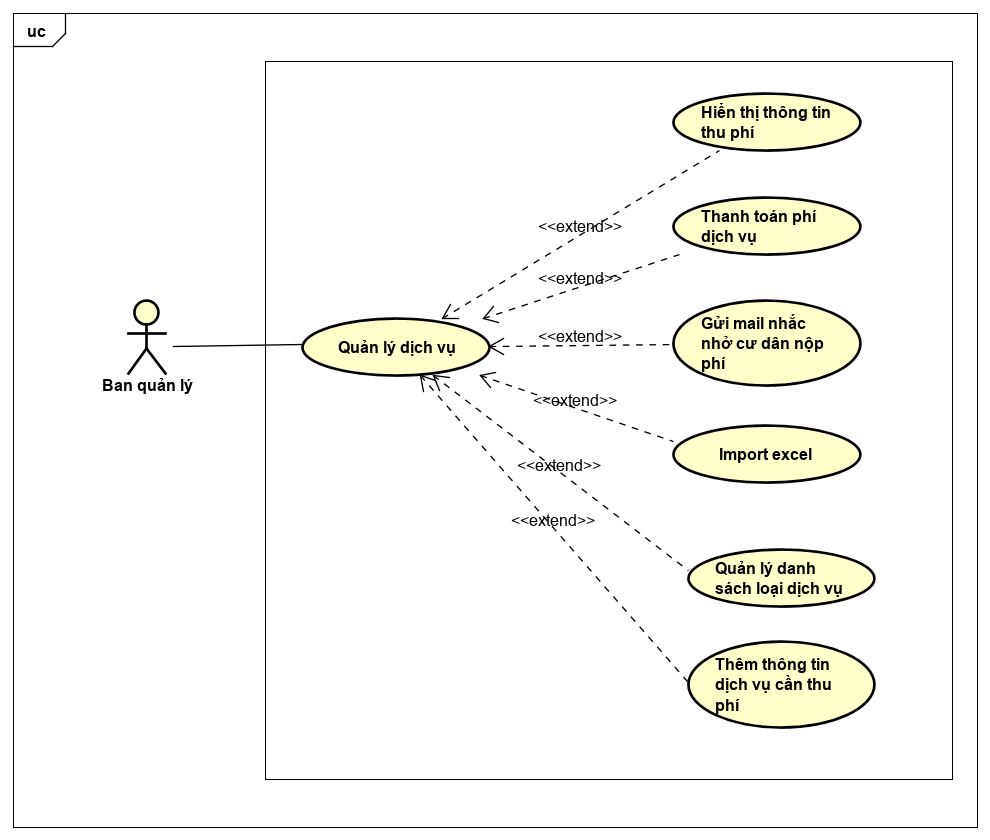 uc
Hiển thị thông tin
thu phí
<<extend>>
Thanh toán phí
dịch vụ
<<extend>>
Gửi mail nhắc
nhở cư dân nộp
phí
<<extend>>
Quản lý dịch vụ
Ban quản lý
<<extend>>
Import excel
<<extend>>
<<extend>>
Quản lý danh
sách loại dịch vụ
Thêm thông tin
dịch vụ cần thu
phí